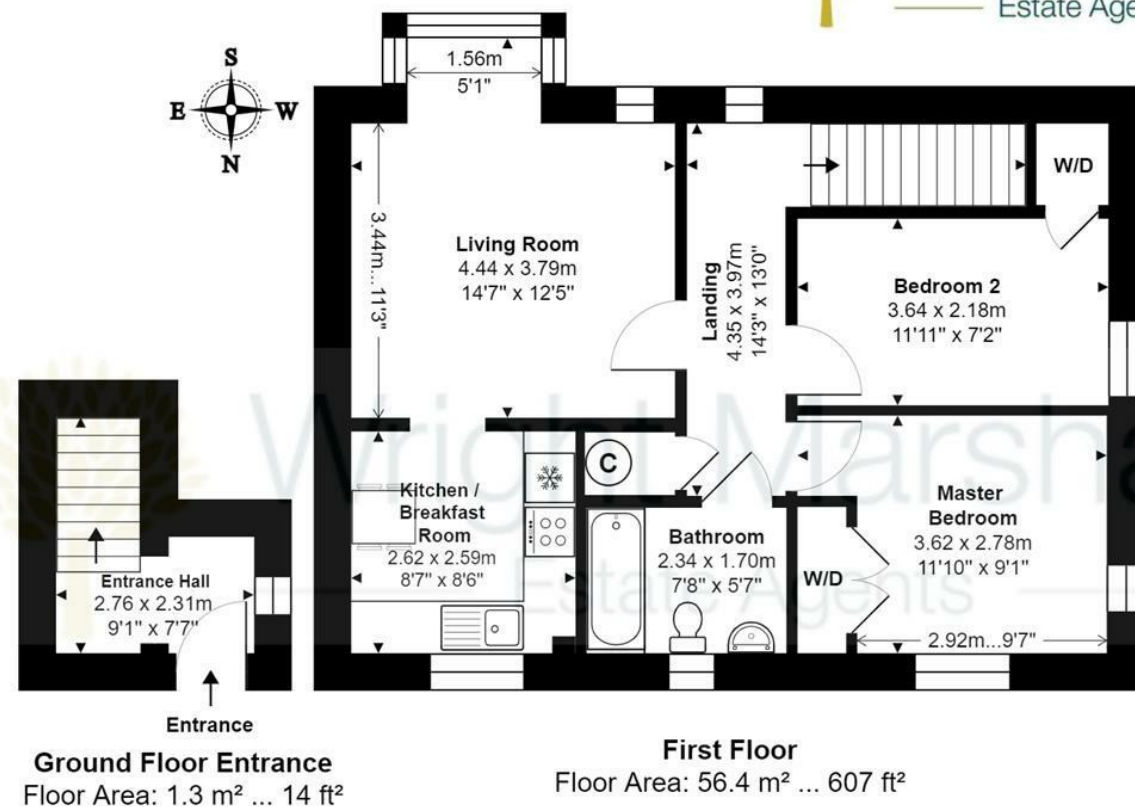 Estate Age
S
E W
N
1.56m
5'1"
3.44m...11'3"
Living Room
4.44 x 3.79m
14'7" x 12'5"
Landing
4.35 x 3.97m
14'3" x 13'0"
W/D
Bedroom 2
3.64 x 2.18m
11'11" x 7'2"
Wright Marsha
Estate Agents
C
Kitchen /
Breakfast
Room
2.62 x 2.59m
8'7" x 8'6"
Bathroom
2.34 x 1.70m
7'8" x 5'7"
W/D
Master
Bedroom
3.62 x 2.78m
11'10" x 9'1"
2.92m...9'7"
Entrance Hall
2.76 x 2.31m
9'1" x 7'7"
Entrance
Ground Floor Entrance
Floor Area: 1.3 m² ... 14 ft²
First Floor
Floor Area: 56.4 m² ... 607 ft²